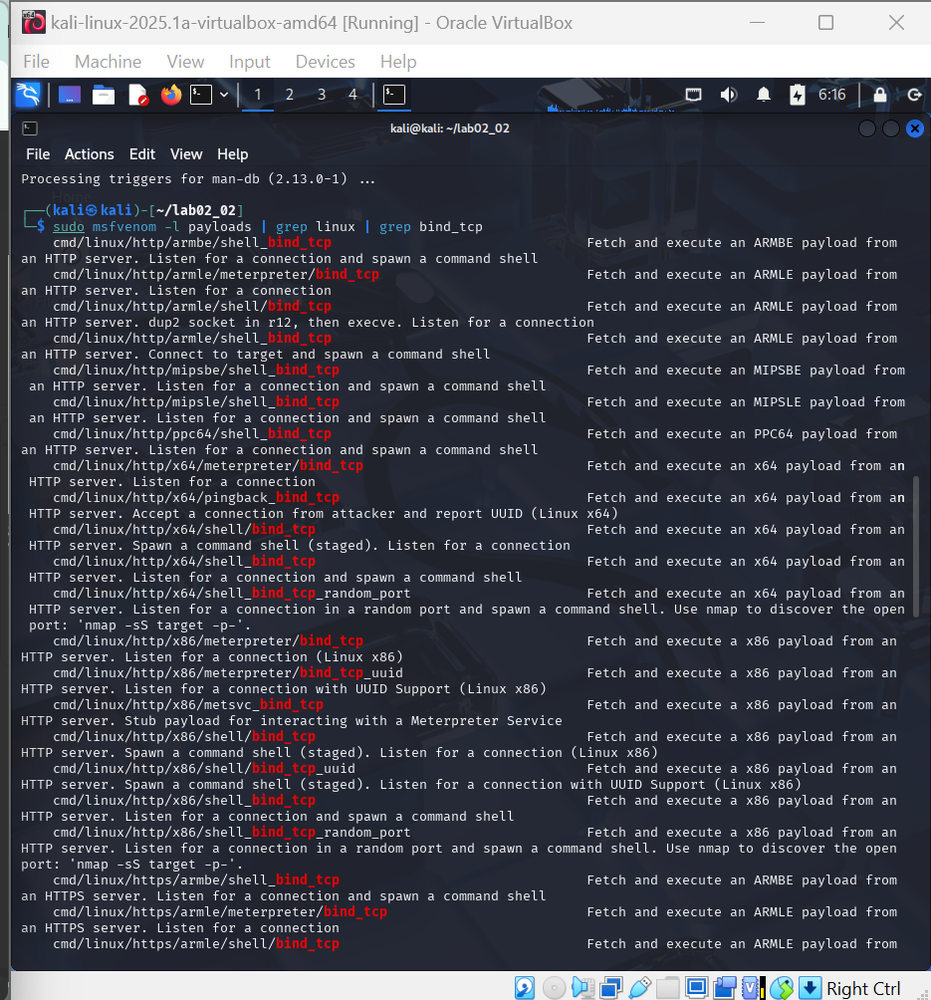 kali-linux-2025.1a-virtualbox-amd64 [Running] - Oracle VirtualBox
File Machine View Input Devices Help
1 2 3 4 6:16
kali@kali: ~/lab02_02
File Actions Edit View Help
Processing triggers for man-db (2.13.0-1) ...
┌──(kali㉿kali)-[~/lab02_02]
└─$ sudo msfvenom -l payloads | grep linux | grep bind_tcp
cmd/linux/http/armbe/shell_bind_tcp Fetch and execute an ARMBE payload from
an HTTP server. Listen for a connection and spawn a command shell
cmd/linux/http/armle/meterpreter/bind_tcp Fetch and execute an ARMLE payload from
an HTTP server. Listen for a connection
cmd/linux/http/armle/shell/bind_tcp Fetch and execute an ARMLE payload from
an HTTP server. dup2 socket in r12, then execve. Listen for a connection
cmd/linux/http/armle/shell_bind_tcp Fetch and execute an ARMLE payload from
an HTTP server. Connect to target and spawn a command shell
cmd/linux/http/mipsbe/shell_bind_tcp Fetch and execute an MIPSBE payload from
an HTTP server. Listen for a connection and spawn a command shell
cmd/linux/http/mipsle/shell_bind_tcp Fetch and execute an MIPSLE payload from
an HTTP server. Listen for a connection and spawn a command shell
cmd/linux/http/ppc64/shell_bind_tcp Fetch and execute an PPC64 payload from
an HTTP server. Listen for a connection and spawn a command shell
cmd/linux/http/x64/meterpreter/bind_tcp Fetch and execute an x64 payload from an
HTTP server. Listen for a connection
cmd/linux/http/x64/pingback_bind_tcp Fetch and execute an x64 payload from an
HTTP server. Accept a connection from attacker and report UUID (Linux x64)
cmd/linux/http/x64/shell/bind_tcp Fetch and execute an x64 payload from an
HTTP server. Spawn a command shell (staged). Listen for a connection
cmd/linux/http/x64/shell_bind_tcp Fetch and execute an x64 payload from an
HTTP server. Listen for a connection and spawn a command shell
cmd/linux/http/x64/shell_bind_tcp_random_port Fetch and execute an x64 payload from an
HTTP server. Listen for a connection in a random port and spawn a command shell. Use nmap to discover the open
port: 'nmap -sS target -p-'.
cmd/linux/http/x86/meterpreter/bind_tcp Fetch and execute a x86 payload from an
HTTP server. Listen for a connection (Linux x86)
cmd/linux/http/x86/meterpreter/bind_tcp_uuid Fetch and execute a x86 payload from an
HTTP server. Listen for a connection with UUID Support (Linux x86)
cmd/linux/http/x86/metsvc_bind_tcp Fetch and execute a x86 payload from an
HTTP server. Stub payload for interacting with a Meterpreter Service
cmd/linux/http/x86/shell/bind_tcp Fetch and execute a x86 payload from an
HTTP server. Spawn a command shell (staged). Listen for a connection (Linux x86)
cmd/linux/http/x86/shell/bind_tcp_uuid Fetch and execute a x86 payload from an
HTTP server. Spawn a command shell (staged). Listen for a connection with UUID Support (Linux x86)
cmd/linux/http/x86/shell_bind_tcp Fetch and execute a x86 payload from an
HTTP server. Listen for a connection and spawn a command shell
cmd/linux/http/x86/shell_bind_tcp_random_port Fetch and execute a x86 payload from an
HTTP server. Listen for a connection in a random port and spawn a command shell. Use nmap to discover the open
port: 'nmap -sS target -p-'.
cmd/linux/https/armbe/shell_bind_tcp Fetch and execute an ARMBE payload from
an HTTPS server. Listen for a connection and spawn a command shell
cmd/linux/https/armle/meterpreter/bind_tcp Fetch and execute an ARMLE payload from
an HTTPS server. Listen for a connection
cmd/linux/https/armle/shell/bind_tcp Fetch and execute an ARMLE payload from
Right Ctrl